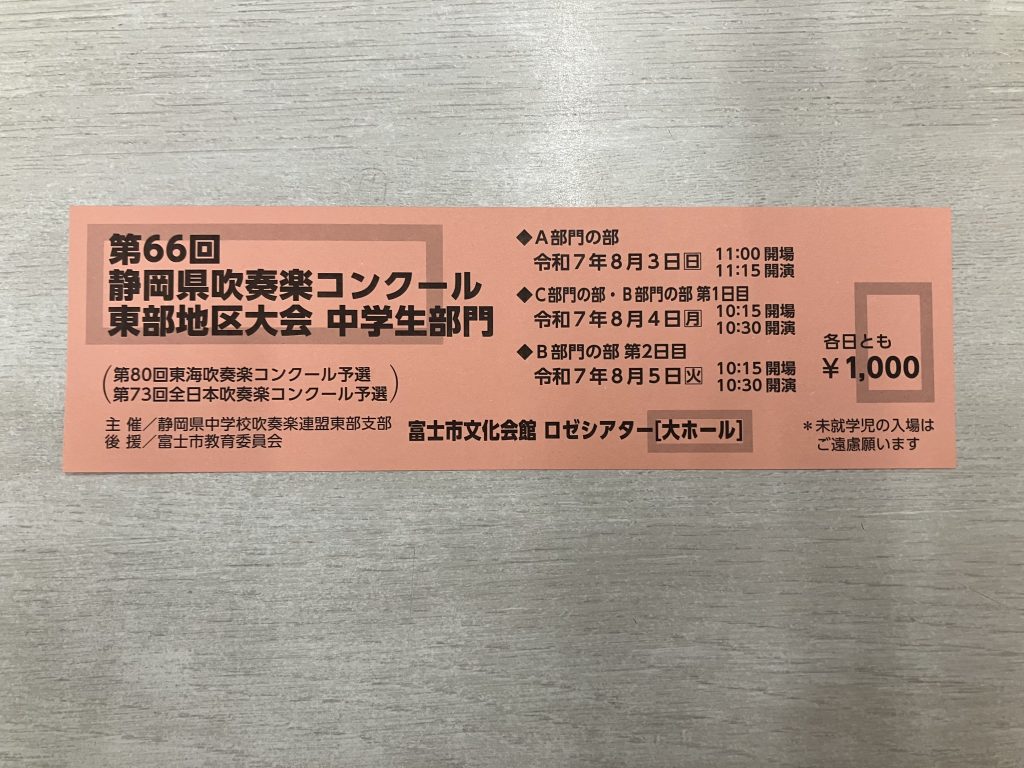 第66回
静岡県吹奏楽コンクール
東部地区大会 中学生部門
(第80回東海吹奏楽コンクール予選
第73回全日本吹奏楽コンクール予選)
主 催／静岡県中学校吹奏楽連盟東部支部
後 援／富士市教育委員会
◆A部門の部
令和7年8月3日日 11:00開場
11:15開演
◆C部門の部・B部門の部 第1日目
令和7年8月4日月 10:15開場
10:30開演
◆B部門の部 第2日目
令和7年8月5日火 10:15開場
10:30開演
富士市文化会館 ロゼシアター[大ホール]
各日とも
￥1,000
＊未就学児の入場は
ご遠慮願います